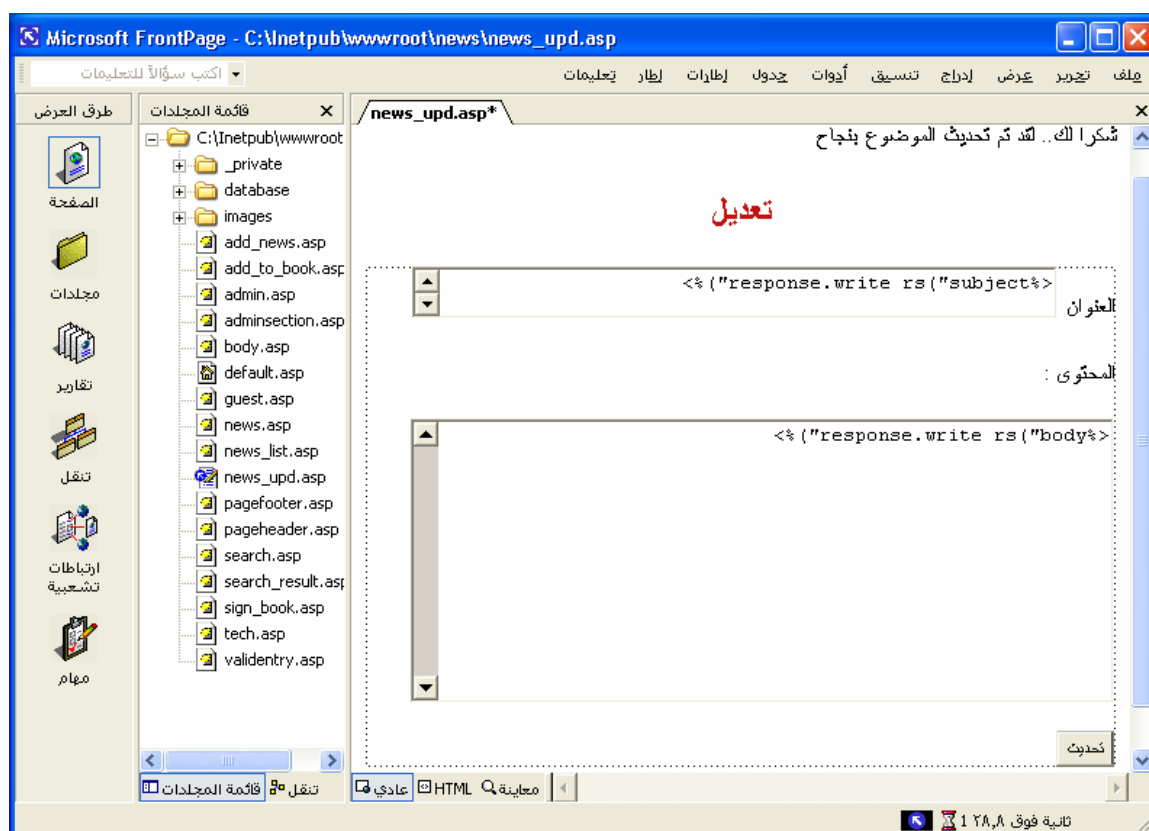 Microsoft FrontPage - C:\Inetpub\wwwroot\news\news_upd.asp
ملف تحرير عرض إدراج تنسيق أدوات جدول إطارات إطار تعليمات
اكتب سؤالاً للتعليمات
طرق العرض
الصفحة
مجلدات
تقارير
تنقل
ارتباطات
تشعبية
مهام
قائمة المجلدات
C:\Inetpub\wwwroot
_private
database
images
add_news.asp
add_to_book.asp
admin.asp
adminsection.asp
body.asp
default.asp
guest.asp
news.asp
news_list.asp
news_upd.asp
pagefooter.asp
pageheader.asp
search.asp
search_result.asp
sign_book.asp
tech.asp
validentry.asp
تنقل
قائمة المجلدات
news_upd.asp*
شكرا لك.. لقد تم تحديث الموضوع بنجاح
تعديل
<%response.write rs("subject")%>
العنوان
المحتوى :
<%response.write rs("body")%>
تحديث
عادي HTML معاينة
1 ٢٨,٨ ثانية فوق